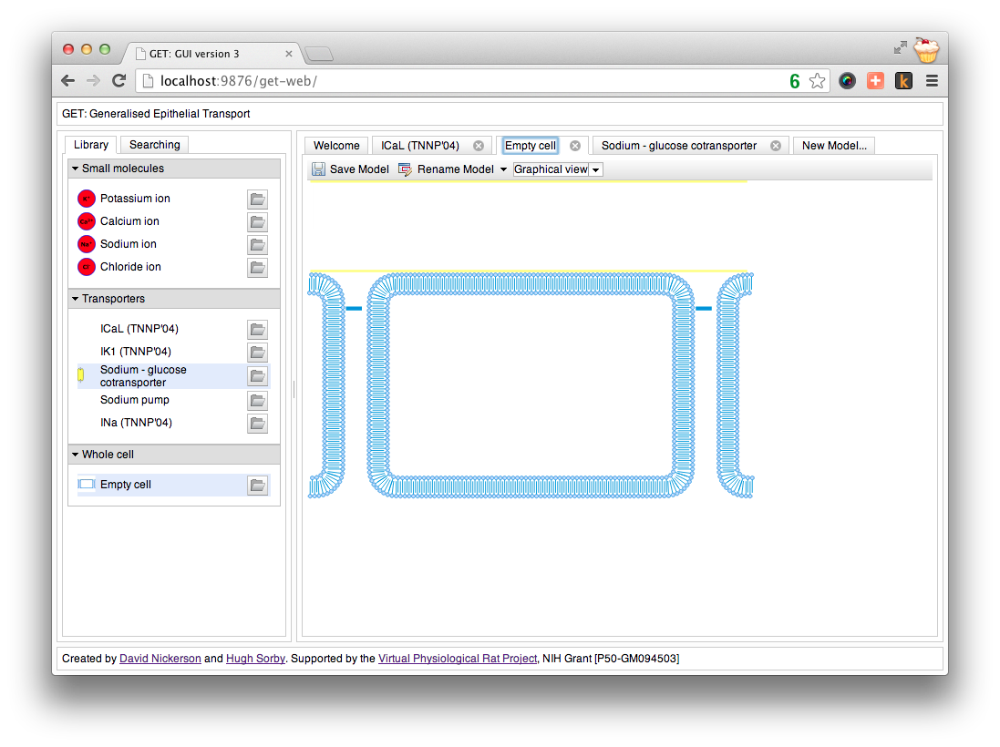 GET: GUI version 3
localhost:9876/get-web/
6
k
GET: Generalised Epithelial Transport
Library Searching
Welcome ICaL (TNNP'04) Empty cell Sodium - glucose cotransporter New Model...
Save Model Rename Model Graphical view
Small molecules
K⁺ Potassium ion
Ca²⁺ Calcium ion
Na⁺ Sodium ion
Cl⁻ Chloride ion
Transporters
ICaL (TNNP'04)
IK1 (TNNP'04)
Sodium - glucose
cotransporter
Sodium pump
INa (TNNP'04)
Whole cell
Empty cell
Created by David Nickerson and Hugh Sorby. Supported by the Virtual Physiological Rat Project, NIH Grant [P50-GM094503]